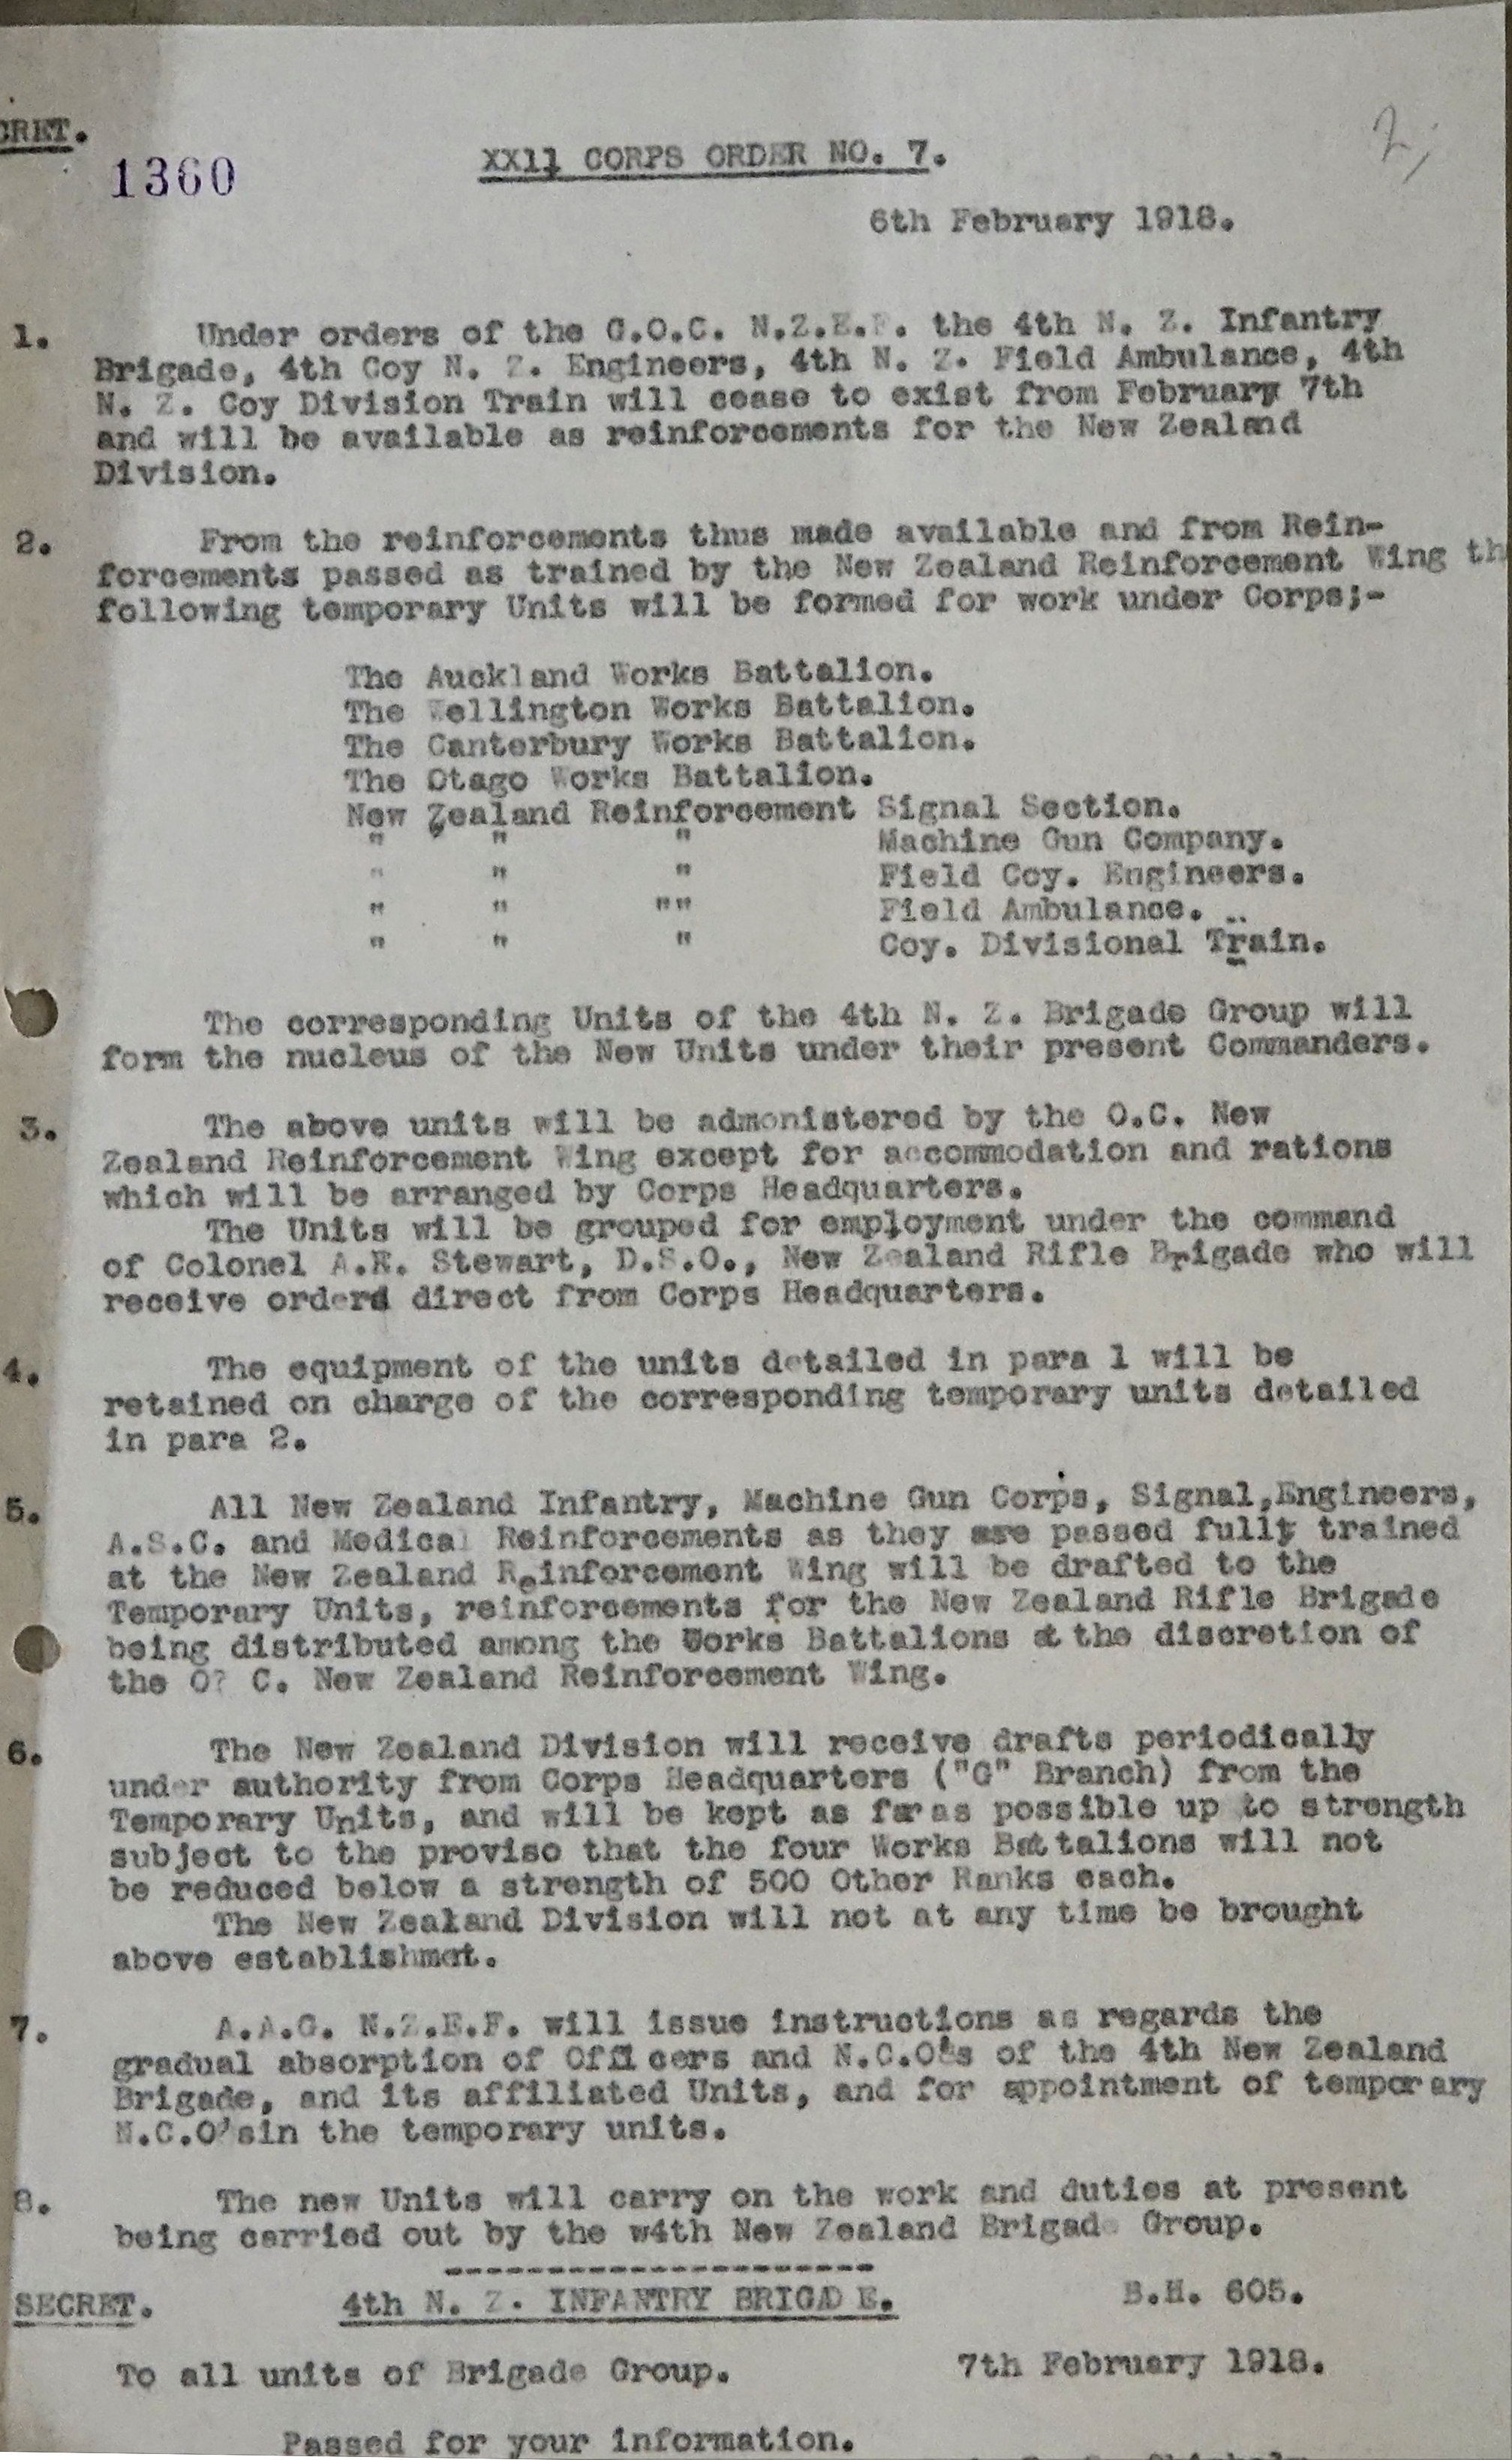 CRET.
1360
XX11 CORPS ORDER NO. 7.
2,
6th February 1918.
1. Under orders of the G.O.C. N.Z.E.F. the 4th N. Z. Infantry
Brigade, 4th Coy N. Z. Engineers, 4th N. Z. Field Ambulance, 4th
N. Z. Coy Division Train will cease to exist from February 7th
and will be available as reinforcements for the New Zealand
Division.
2. From the reinforcements thus made available and from Rein-
forcements passed as trained by the New Zealand Reinforcement Wing th
following temporary Units will be formed for work under Corps;-
The Auckland Works Battalion.
The Wellington Works Battalion.
The Canterbury Works Battalion.
The Otago Works Battalion.
New Zealand Reinforcement Signal Section.
" " " Machine Gun Company.
" " " Field Coy. Engineers.
" " "" Field Ambulance. ..
" " " Coy. Divisional Train.
The corresponding Units of the 4th N. Z. Brigade Group will
form the nucleus of the New Units under their present Commanders.
3. The above units will be admonistered by the O.C. New
Zealand Reinforcement Wing except for accommodation and rations
which will be arranged by Corps Headquarters.
The Units will be grouped for employment under the command
of Colonel A.E. Stewart, D.S.O., New Zealand Rifle Brigade who will
receive orders direct from Corps Headquarters.
4. The equipment of the units detailed in para 1 will be
retained on charge of the corresponding temporary units detailed
in para 2.
5. All New Zealand Infantry, Machine Gun Corps, Signal,Engineers,
A.S.C. and Medical Reinforcements as they are passed fully trained
at the New Zealand Reinforcement Wing will be drafted to the
Temporary Units, reinforcements for the New Zealand Rifle Brigade
being distributed among the Works Battalions at the discretion of
the O? C. New Zealand Reinforcement Wing.
6. The New Zealand Division will receive drafts periodically
under authority from Corps Headquarters ("G" Branch) from the
Temporary Units, and will be kept as far as possible up to strength
subject to the proviso that the four Works Battalions will not
be reduced below a strength of 500 Other Ranks each.
The New Zealand Division will not at any time be brought
above establishmet.
7. A.A.G. N.Z.E.F. will issue instructions as regards the
gradual absorption of Officers and N.C.O's of the 4th New Zealand
Brigade, and its affiliated Units, and for appointment of temporary
N.C.O'sin the temporary units.
8. The new Units will carry on the work and duties at present
being carried out by the w4th New Zealand Brigade Group.
---------------------
SECRET. 4th N. Z. INFANTRY BRIGADE. B.H. 605.
To all units of Brigade Group. 7th February 1918.
Passed for your information.